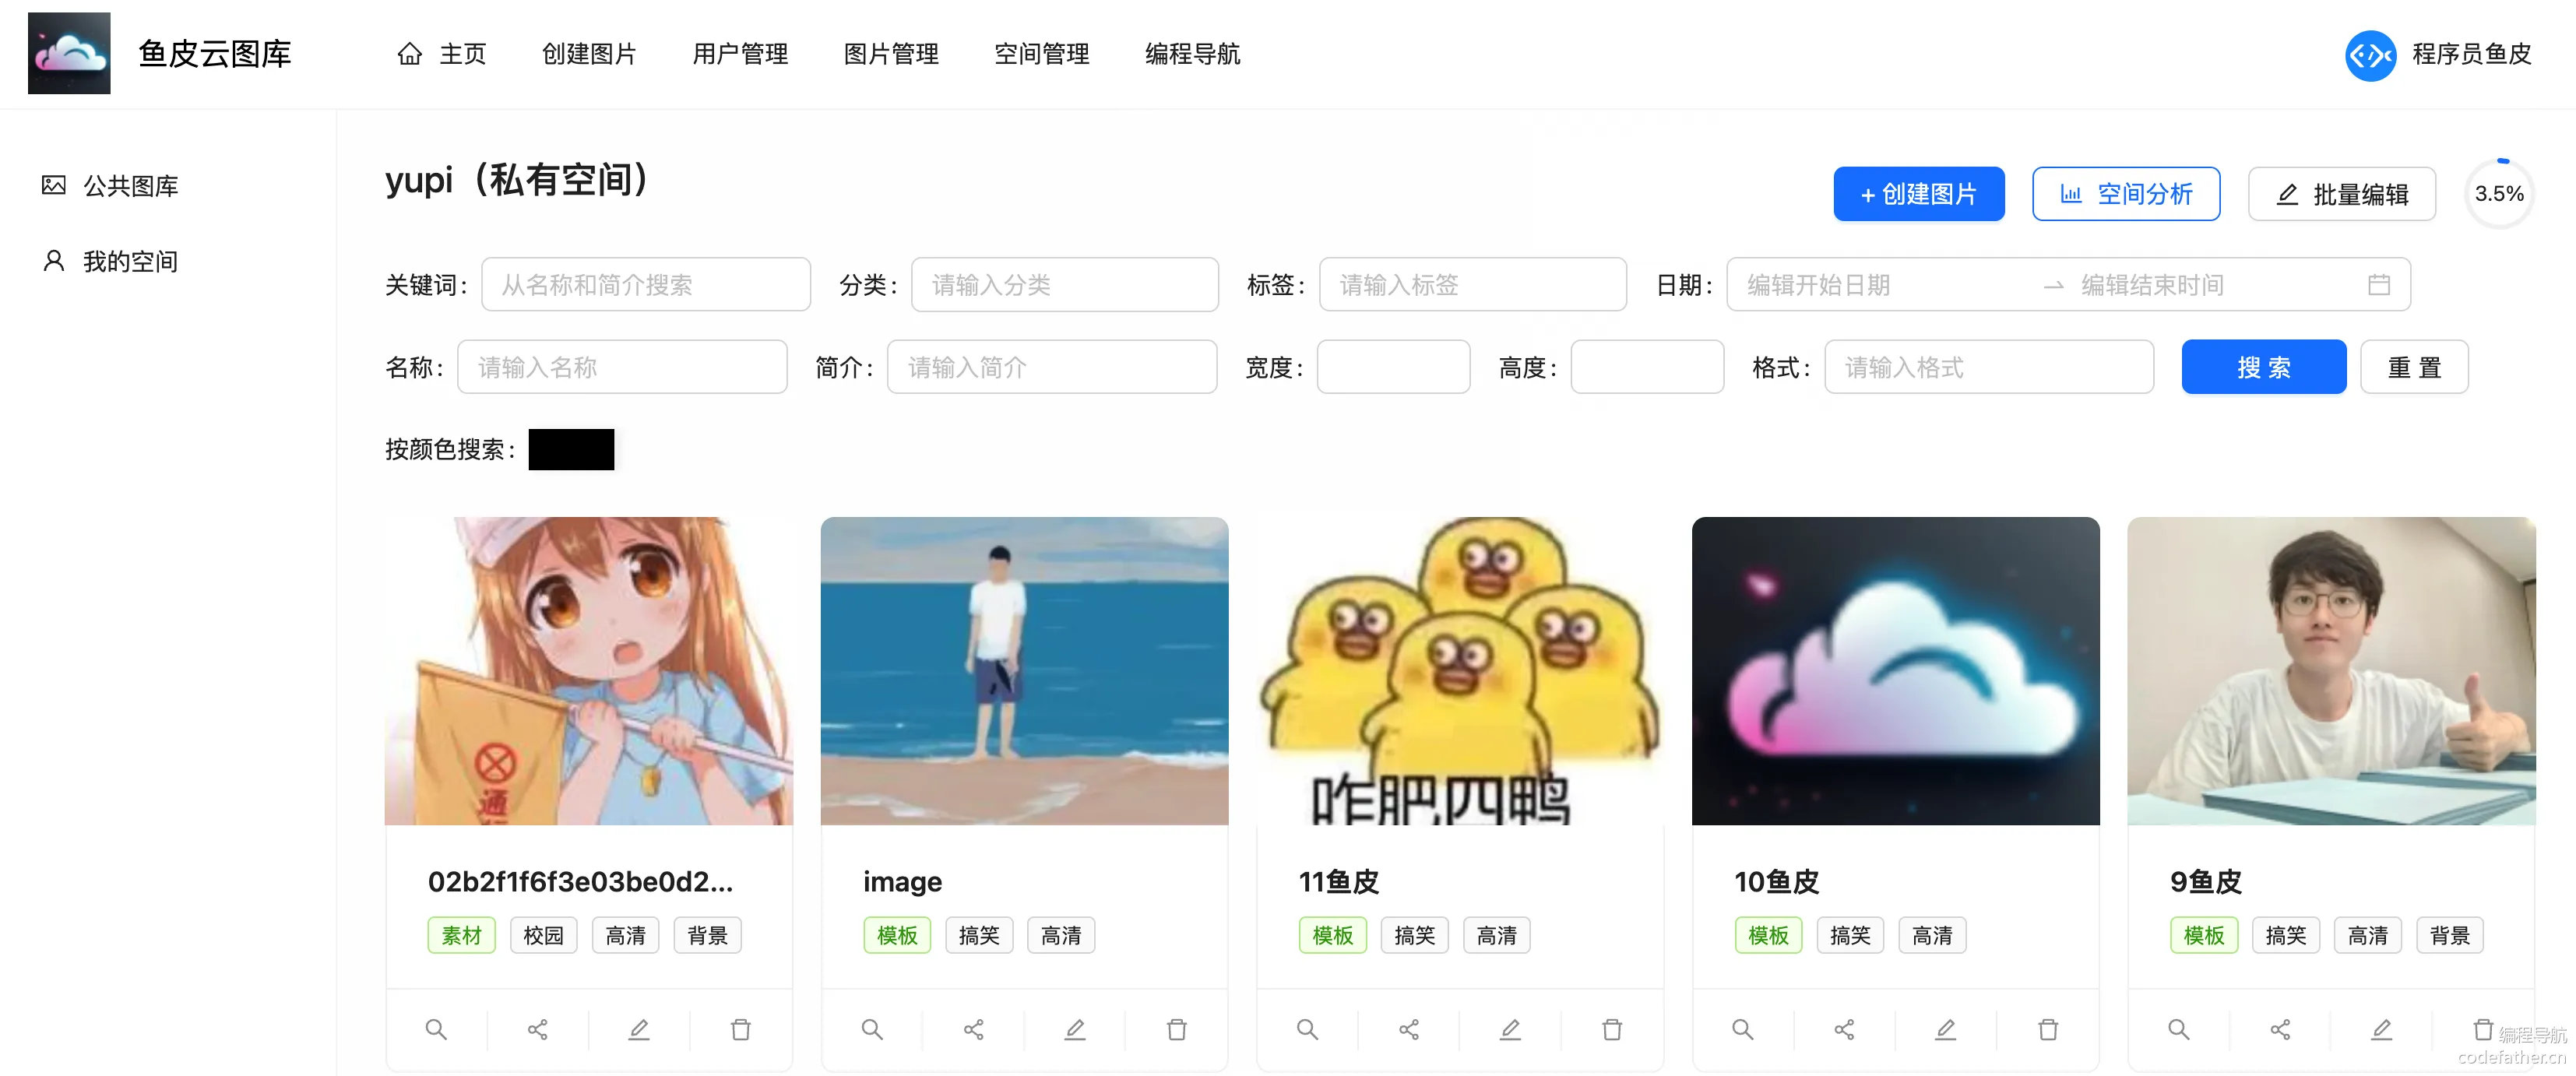 鱼皮云图库 主页 创建图片 用户管理 图片管理 空间管理 编程导航 程序员鱼皮
公共图库
我的空间
yupi（私有空间） + 创建图片 空间分析 批量编辑 3.5%
关键词： 从名称和简介搜索 分类： 请输入分类 标签： 请输入标签 日期： 编辑开始日期 编辑结束时间
名称： 请输入名称 简介： 请输入简介 宽度： 高度： 格式： 请输入格式 搜 索 重 置
按颜色搜索：
通
咋肥四鸭
02b2f1f6f3e03be0d2... image 11鱼皮 10鱼皮 9鱼皮
素材 校园 高清 背景 模板 搞笑 高清 模板 搞笑 高清 模板 搞笑 高清 模板 搞笑 高清 背景
编程导航
codefather.cn